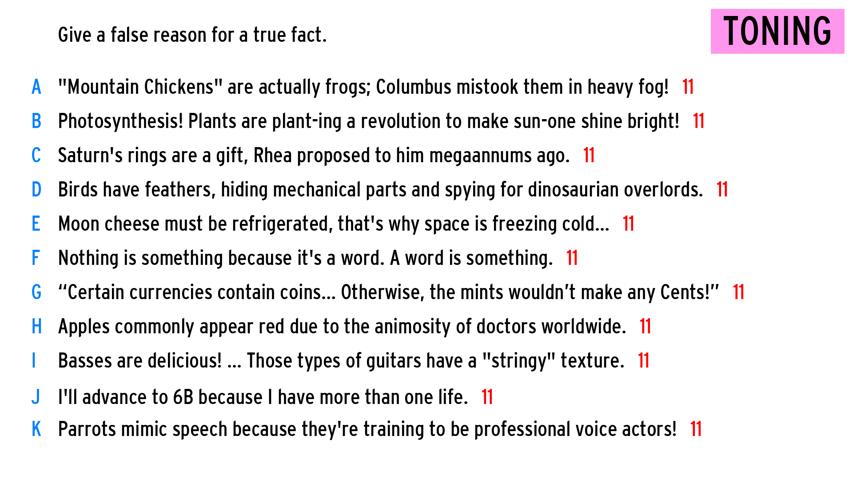 Give a false reason for a true fact.
TONING
A "Mountain Chickens" are actually frogs; Columbus mistook them in heavy fog! 11
B Photosynthesis! Plants are plant-ing a revolution to make sun-one shine bright! 11
C Saturn's rings are a gift, Rhea proposed to him megaannums ago. 11
D Birds have feathers, hiding mechanical parts and spying for dinosaurian overlords. 11
E Moon cheese must be refrigerated, that's why space is freezing cold... 11
F Nothing is something because it's a word. A word is something. 11
G “Certain currencies contain coins... Otherwise, the mints wouldn’t make any Cents!” 11
H Apples commonly appear red due to the animosity of doctors worldwide. 11
I Basses are delicious! ... Those types of guitars have a "stringy" texture. 11
J I'll advance to 6B because I have more than one life. 11
K Parrots mimic speech because they're training to be professional voice actors! 11